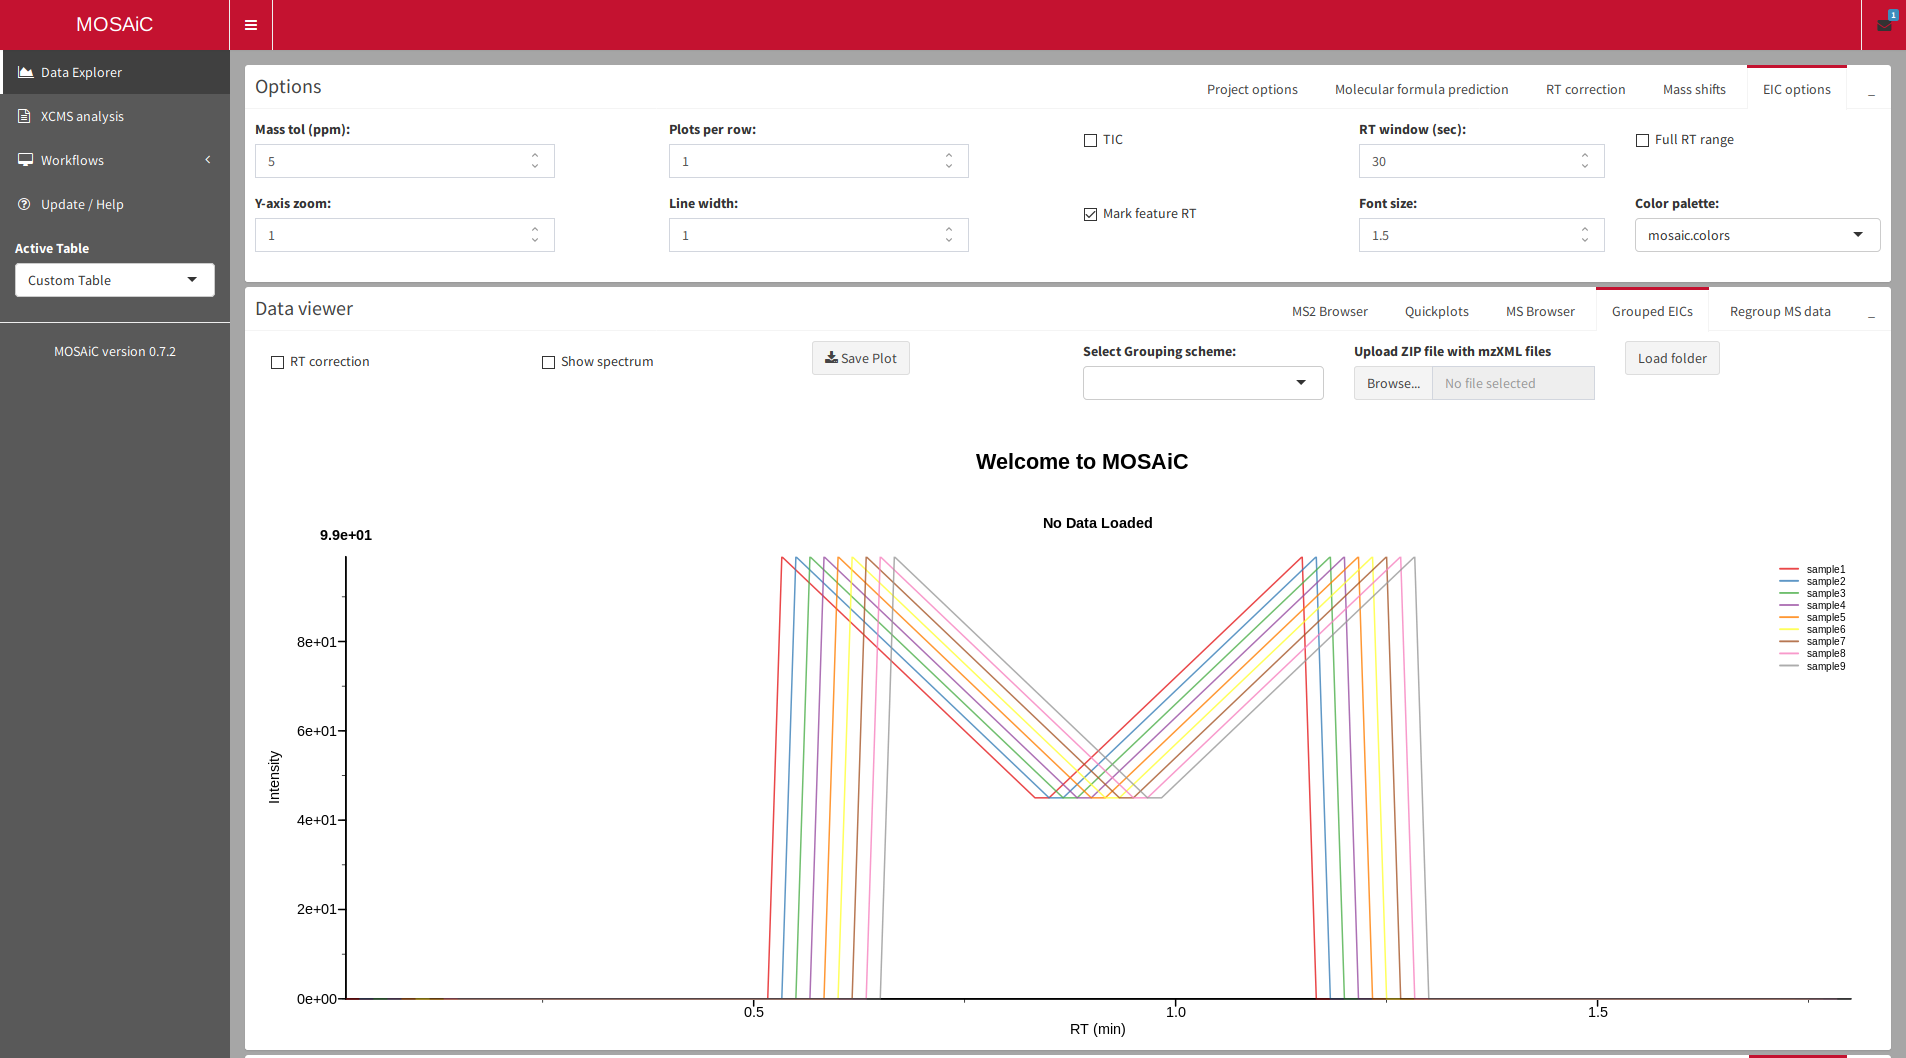 MOSAiC
1
Data Explorer
XCMS analysis
Workflows
Update / Help
Active Table
Custom Table
MOSAiC version 0.7.2
Options
Project options
Molecular formula prediction
RT correction
Mass shifts
EIC options
_
Mass tol (ppm):
5
Plots per row:
1
TIC
RT window (sec):
30
Full RT range
Y-axis zoom:
1
Line width:
1
Mark feature RT
Font size:
1.5
Color palette:
mosaic.colors
Data viewer
MS2 Browser
Quickplots
MS Browser
Grouped EICs
Regroup MS data
_
RT correction
Show spectrum
Save Plot
Select Grouping scheme:
Upload ZIP file with mzXML files
Browse...
No file selected
Load folder
Welcome to MOSAiC
No Data Loaded
9.9e+01
8e+01
6e+01
4e+01
2e+01
0e+00
Intensity
0.5
1.0
1.5
RT (min)
sample1
sample2
sample3
sample4
sample5
sample6
sample7
sample8
sample9